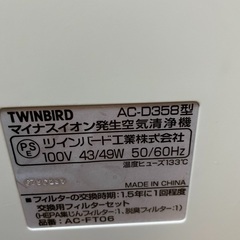 TWINBIRD AC-D358型
マイナスイオン発生空気清浄機
PSE ツインバード工業株式会社
100V 43/49W 50/60Hz
温度ヒューズ133℃
MADE IN CHINA
フィルターの交換時期:1.5年に1回程度
交換用フィルターセット
(HEPA集じんフィルター:1、脱臭フィルター:1)
品名:AC-FT06